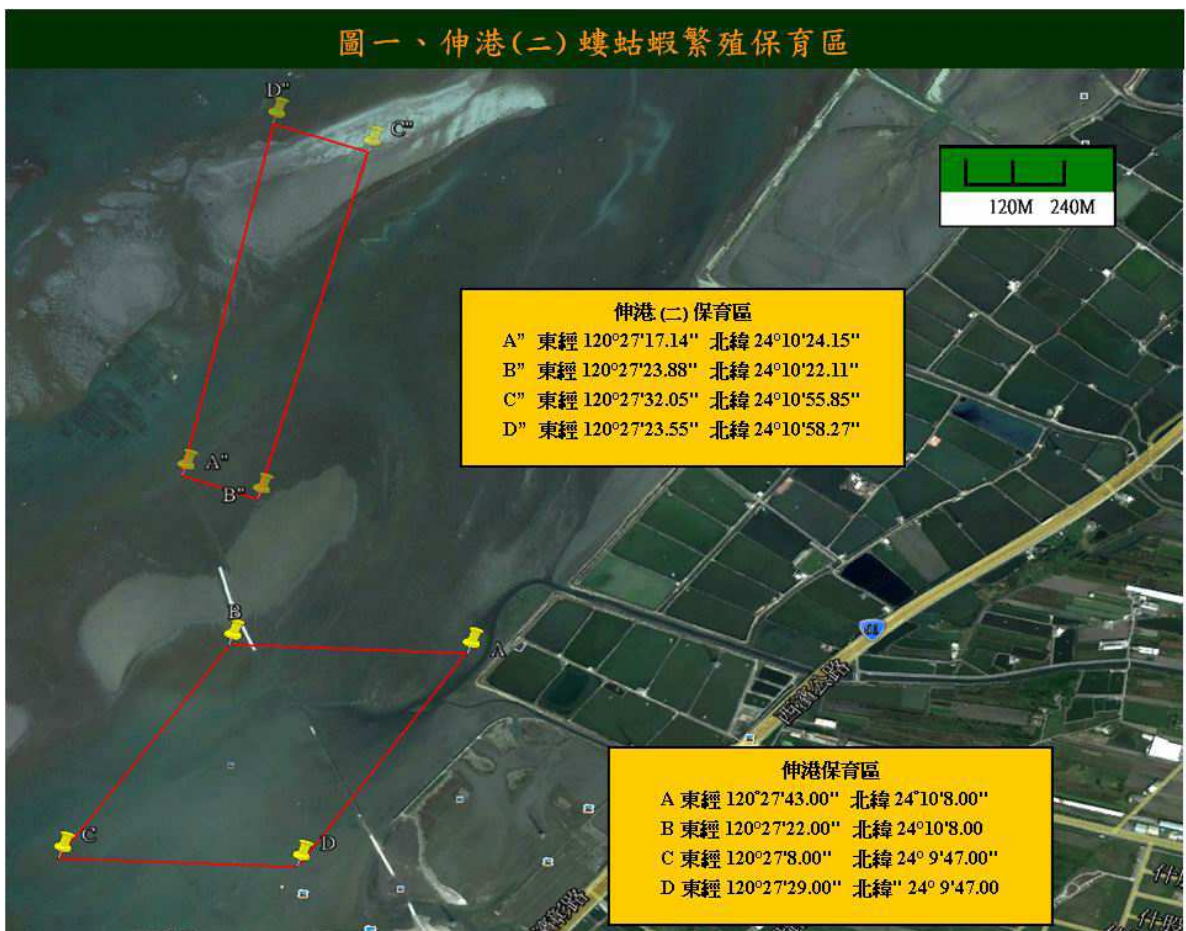 圖一、伸港(二)螻蛄蝦繁殖保育區
D"
C"
120M 240M
伸港(二)保育區
A" 東經 120°27'17.14" 北緯 24°10'24.15"
B" 東經 120°27'23.88" 北緯 24°10'22.11"
C" 東經 120°27'32.05" 北緯 24°10'55.85"
D" 東經 120°27'23.55" 北緯 24°10'58.27"
A"
B"
B
A
西濱公路
伸港保育區
A 東經 120°27'43.00" 北緯 24°10'8.00"
B 東經 120°27'22.00" 北緯 24°10'8.00
C 東經 120°27'8.00" 北緯 24° 9'47.00"
D 東經 120°27'29.00" 北緯" 24° 9'47.00
C
D